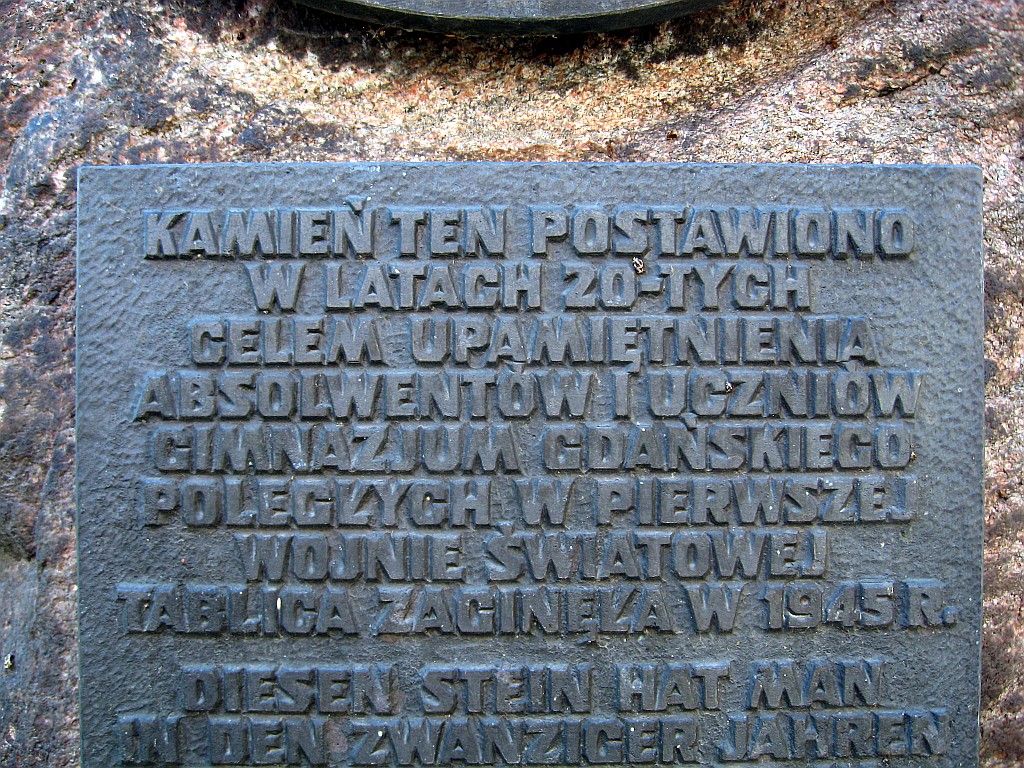 KAMIEŃ TEN POSTAWIONO
W LATACH 20-TYCH
CELEM UPAMIĘTNIENIA
ABSOLWENTÓW I UCZNIÓW
GIMNAZJUM GDAŃSKIEGO
POLEGŁYCH W PIERWSZEJ
WOJNIE ŚWIATOWEJ
TABLICA ZAGINĘŁA W 1945 R.
DIESEN STEIN HAT MAN
IN DEN ZWANZIGER JAHREN